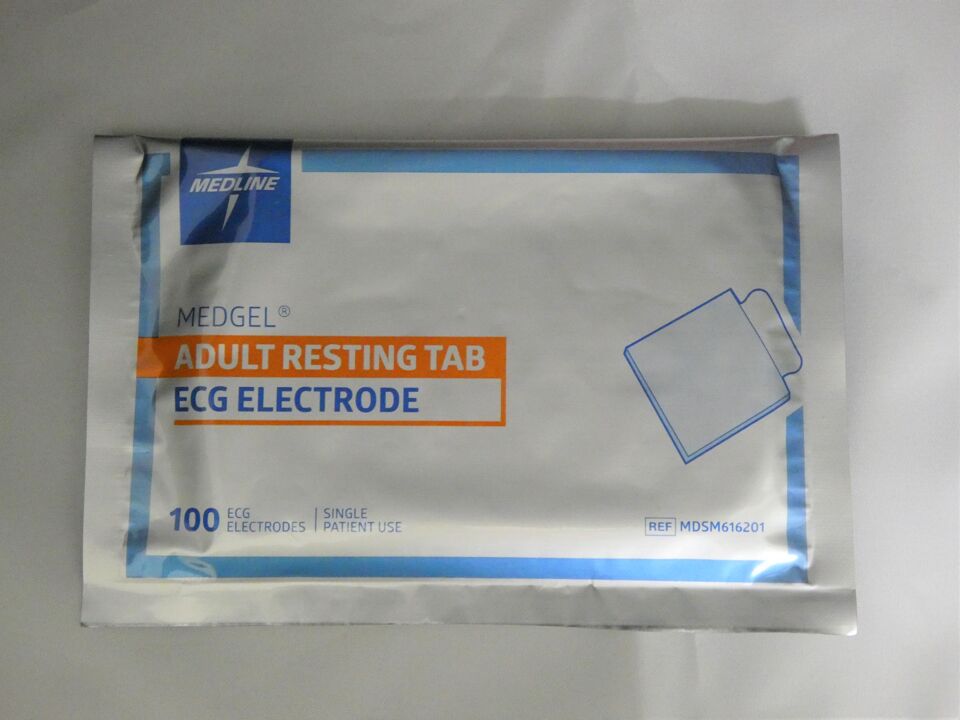 MEDLINE
MEDGEL®
ADULT RESTING TAB
ECG ELECTRODE
100 ECG ELECTRODES | SINGLE PATIENT USE
REF MDSM616201